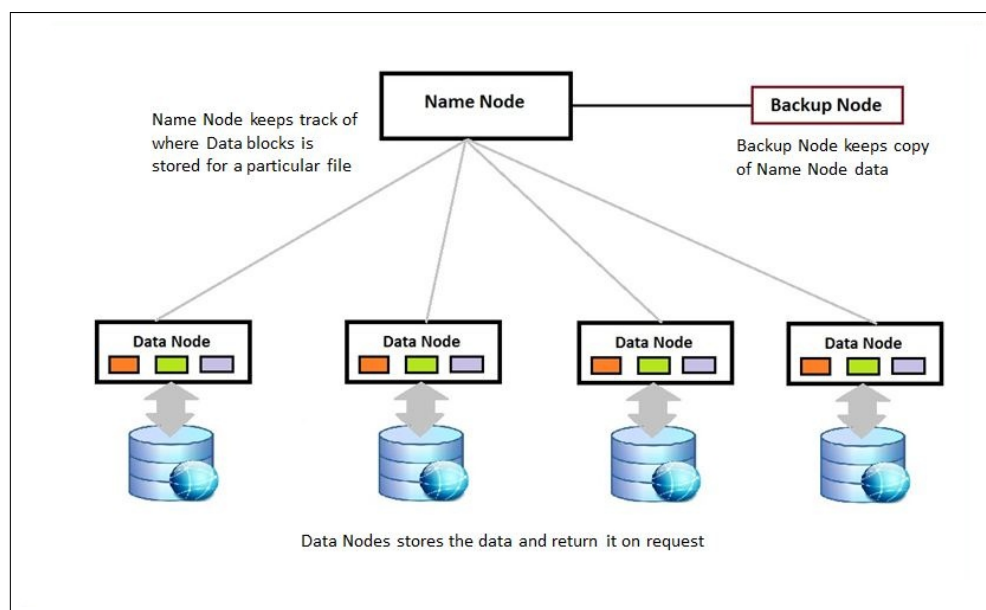 Name Node
Backup Node
Name Node keeps track of
where Data blocks is
stored for a particular file
Backup Node keeps copy
of Name Node data
Data Node
Data Node
Data Node
Data Node
Data Nodes stores the data and return it on request